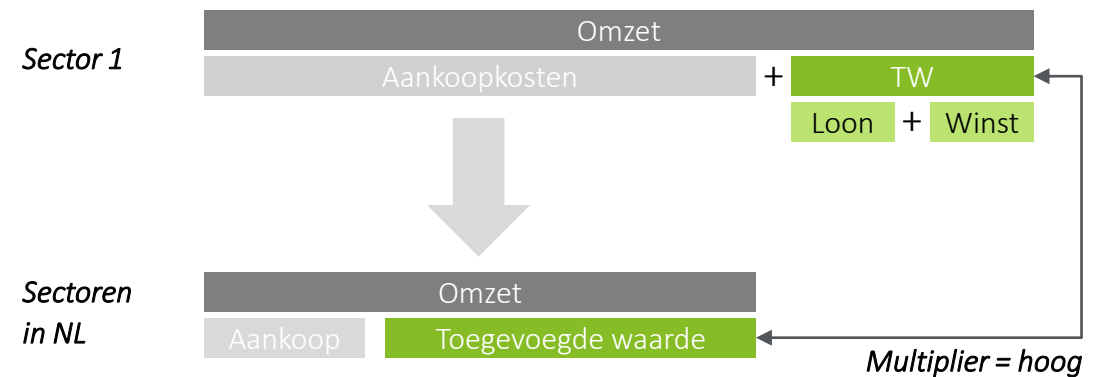 Omzet
Sector 1
Aankoopkosten + TW
Loon + Winst
Sectoren
in NL
Omzet
Aankoop Toegevoegde waarde
Multiplier = hoog